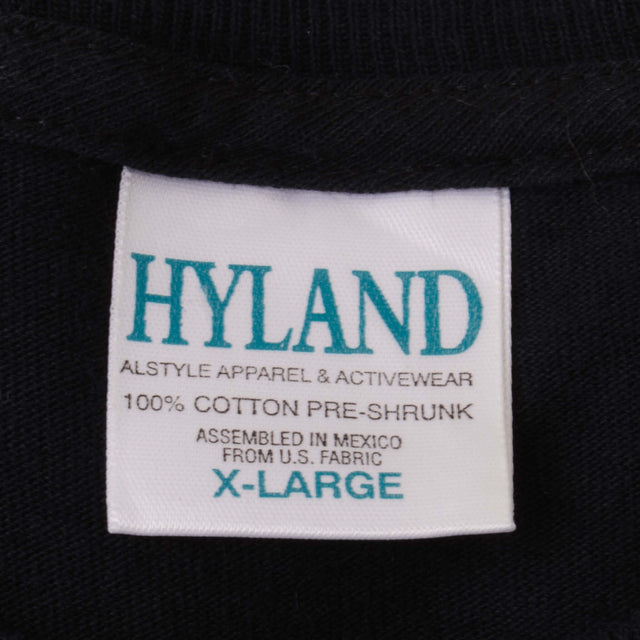 HYLAND
ALSTYLE APPAREL & ACTIVEWEAR
100% COTTON PRE-SHRUNK
ASSEMBLED IN MEXICO
FROM U.S. FABRIC
X-LARGE